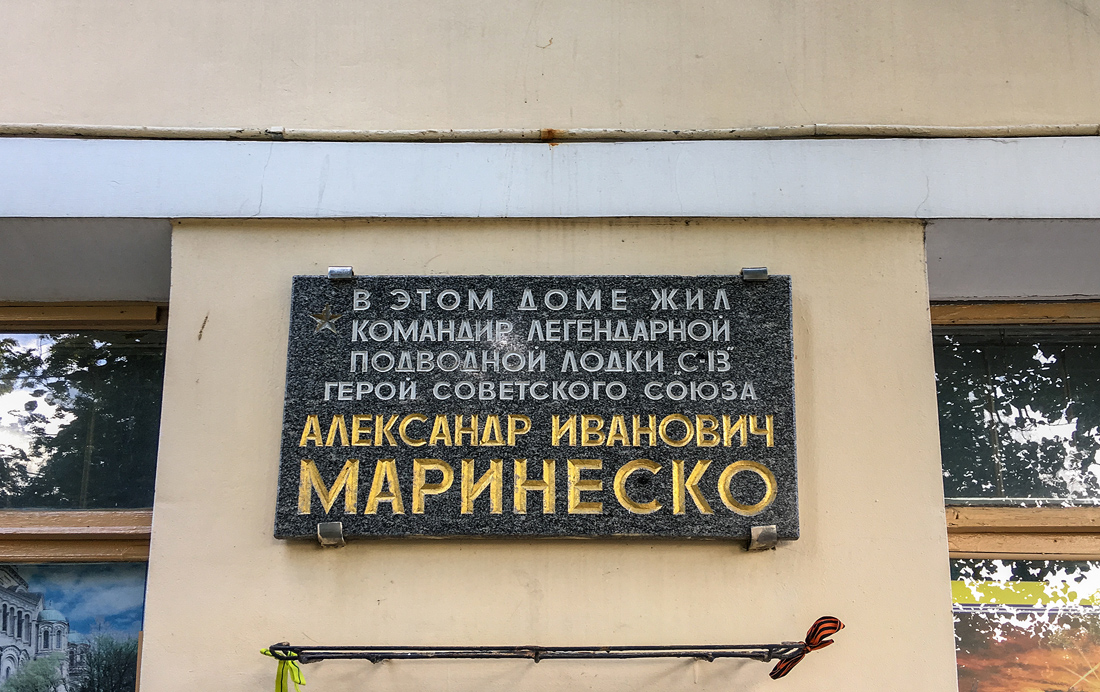 В ЭТОМ ДОМЕ ЖИЛ
КОМАНДИР ЛЕГЕНДАРНОЙ
ПОДВОДНОЙ ЛОДКИ „С-13"
ГЕРОЙ СОВЕТСКОГО СОЮЗА
АЛЕКСАНДР ИВАНОВИЧ
МАРИНЕСКО